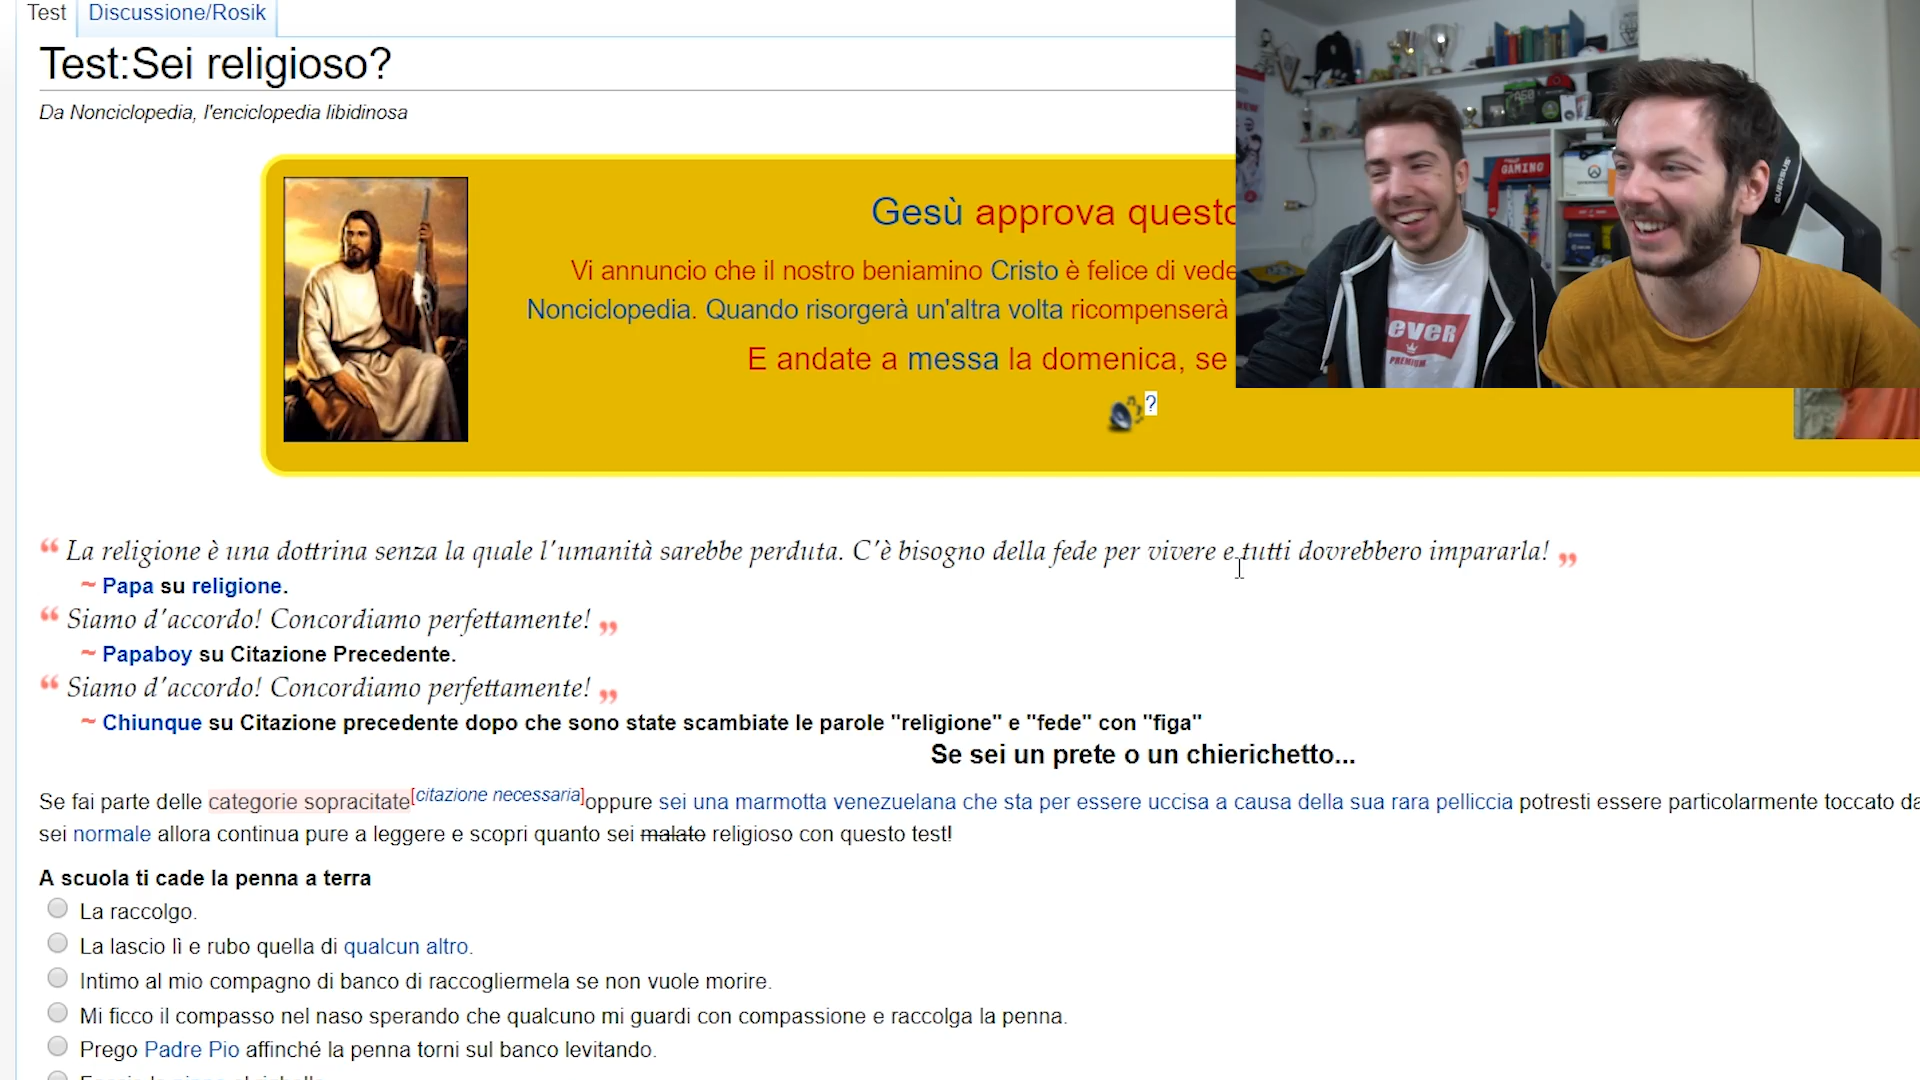 Test Discussione/Rosik
Test:Sei religioso?
Da Nonciclopedia, l'enciclopedia libidinosa
Gesù approva questo
Vi annuncio che il nostro beniamino Cristo è felice di vede
Nonciclopedia. Quando risorgerà un'altra volta ricompenserà
E andate a messa la domenica, se
?
GAMING
QUERSUS
ever
PREMIUM
“ La religione è una dottrina senza la quale l'umanità sarebbe perduta. C'è bisogno della fede per vivere e tutti dovrebbero impararla! ”
~ Papa su religione.
“ Siamo d'accordo! Concordiamo perfettamente! ”
~ Papaboy su Citazione Precedente.
“ Siamo d'accordo! Concordiamo perfettamente! ”
~ Chiunque su Citazione precedente dopo che sono state scambiate le parole "religione" e "fede" con "figa"
Se sei un prete o un chierichetto...
Se fai parte delle categorie sopracitate[citazione necessaria]oppure sei una marmotta venezuelana che sta per essere uccisa a causa della sua rara pelliccia potresti essere particolarmente toccato da
sei normale allora continua pure a leggere e scopri quanto sei malato religioso con questo test!
A scuola ti cade la penna a terra
La raccolgo.
La lascio lì e rubo quella di qualcun altro.
Intimo al mio compagno di banco di raccogliermela se non vuole morire.
Mi ficco il compasso nel naso sperando che qualcuno mi guardi con compassione e raccolga la penna.
Prego Padre Pio affinché la penna torni sul banco levitando.